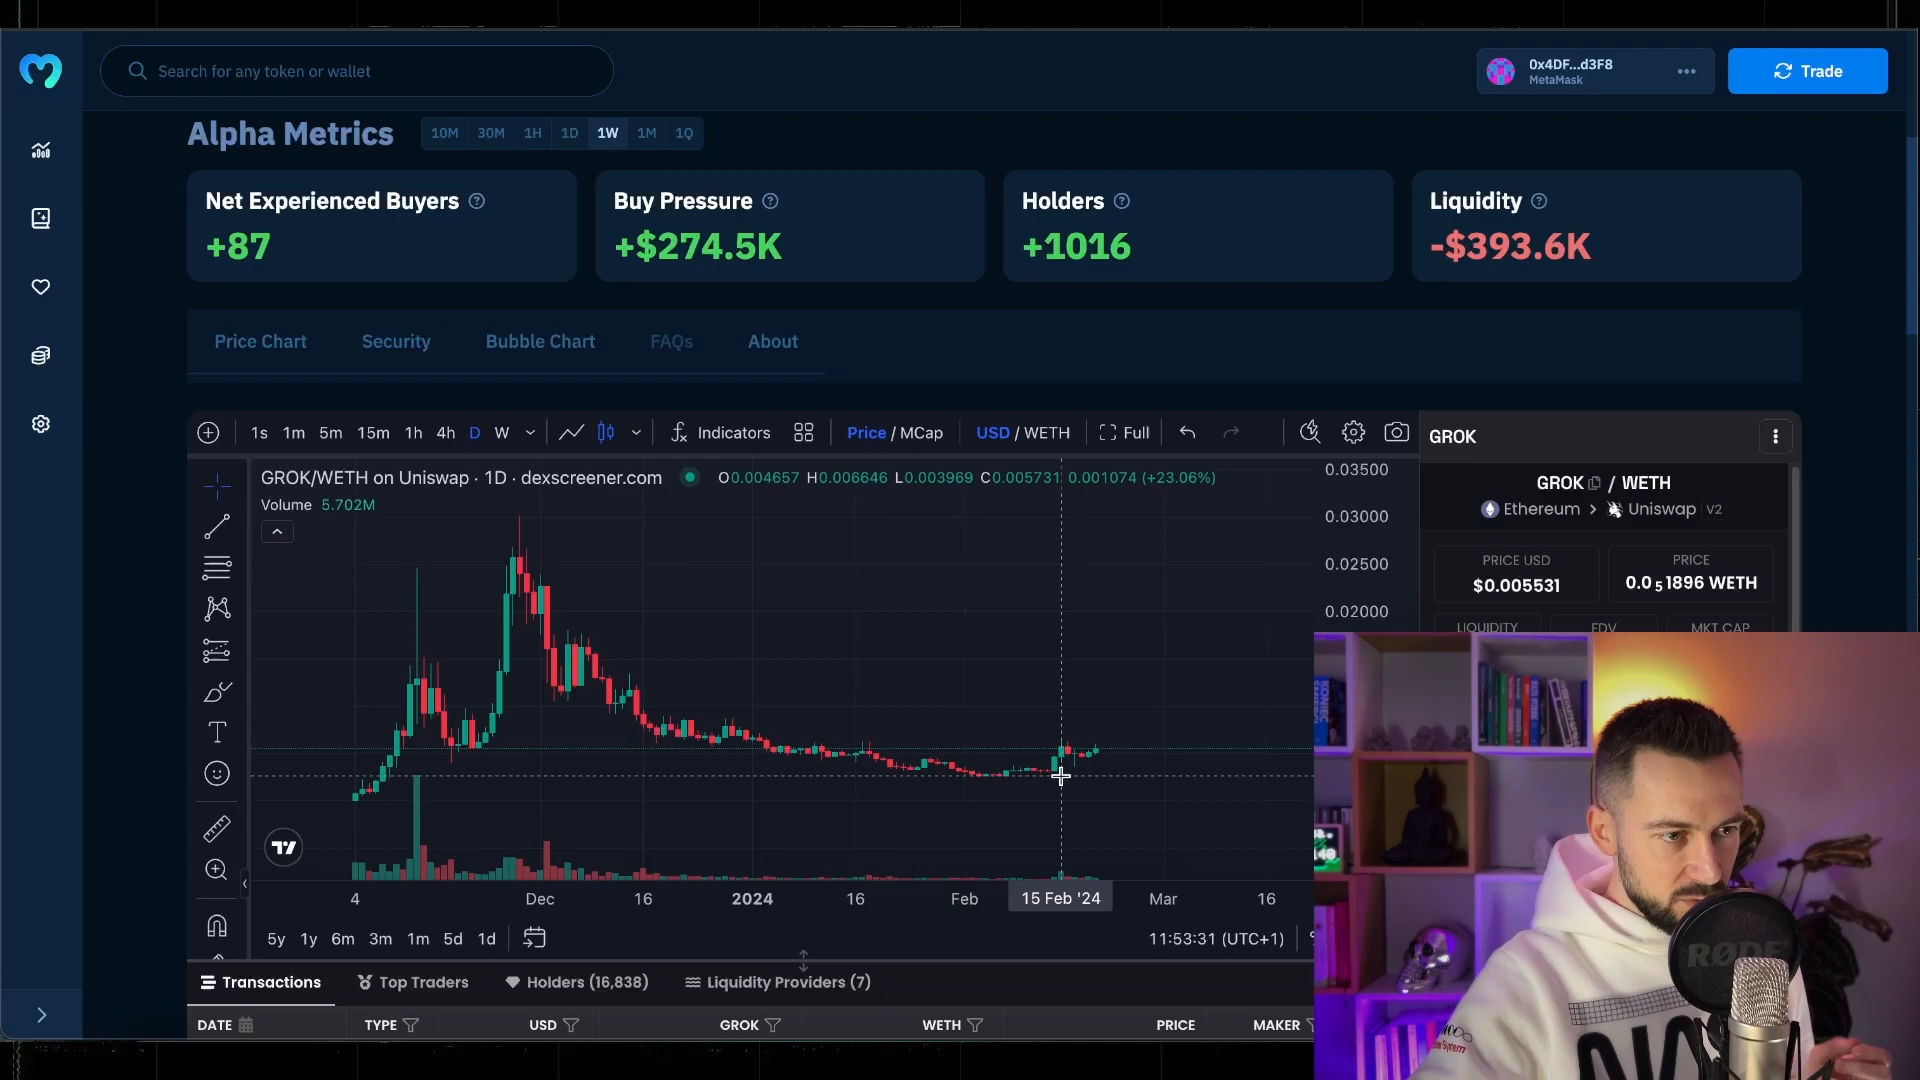 Search for any token or wallet
0x4DF...d3F8
MetaMask
Trade
Alpha Metrics
10M 30M 1H 1D 1W 1M 1Q
Net Experienced Buyers
+87
Buy Pressure
+$274.5K
Holders
+1016
Liquidity
-$393.6K
Price Chart Security Bubble Chart FAQs About
1s 1m 5m 15m 1h 4h D W Indicators Price / MCap USD / WETH Full
GROK
GROK/WETH on Uniswap · 1D · dexscreener.com O0.004657 H0.006646 L0.003969 C0.005731 0.001074 (+23.06%)
Volume 5.702M
0.03500
0.03000
0.02500
0.02000
GROK / WETH
Ethereum > Uniswap V2
PRICE USD
$0.005531
PRICE
0.0₅1896 WETH
LIQUIDITY FDV MKT CAP
4 Dec 16 2024 16 Feb 15 Feb '24 Mar 16
5y 1y 6m 3m 1m 5d 1d 11:53:31 (UTC+1)
Transactions Top Traders Holders (16,838) Liquidity Providers (7)
DATE TYPE USD GROK WETH PRICE MAKER
KONIEC
RØDE